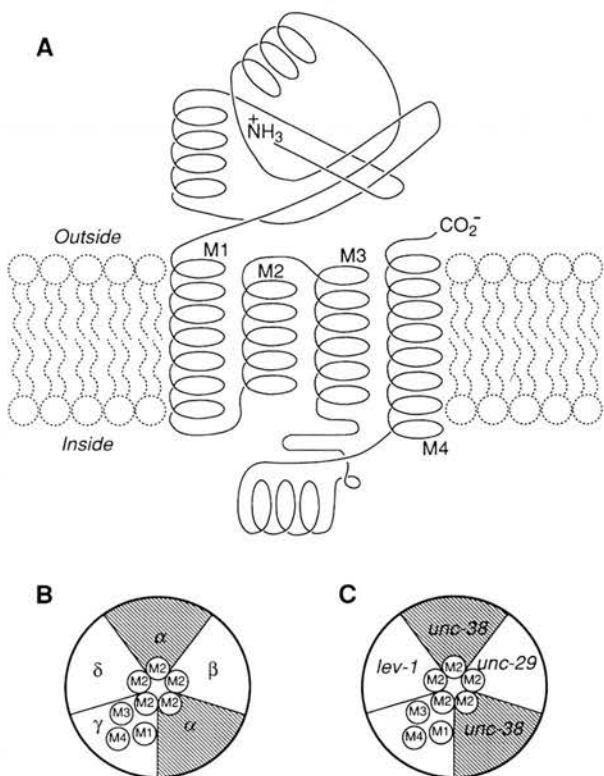 A
+
NH3
Outside
CO2−
M1
M2
M3
Inside
M4
B
C
α
δ
β
M2
M2
M2
M2
M2
γ
M3
M4
M1
α
unc-38
lev-1
unc-29
M2
M2
M2
M2
M2
M3
M4
M1
unc-38